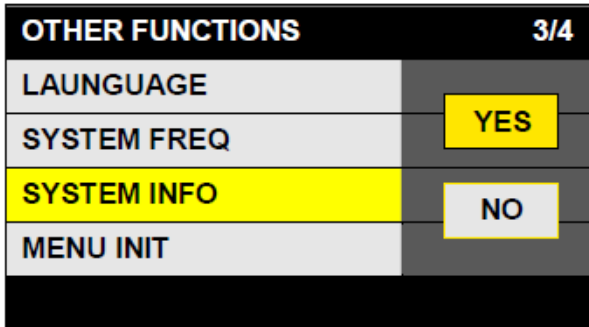 OTHER FUNCTIONS 3/4
LAUNGUAGE
YES
SYSTEM FREQ
SYSTEM INFO
NO
MENU INIT